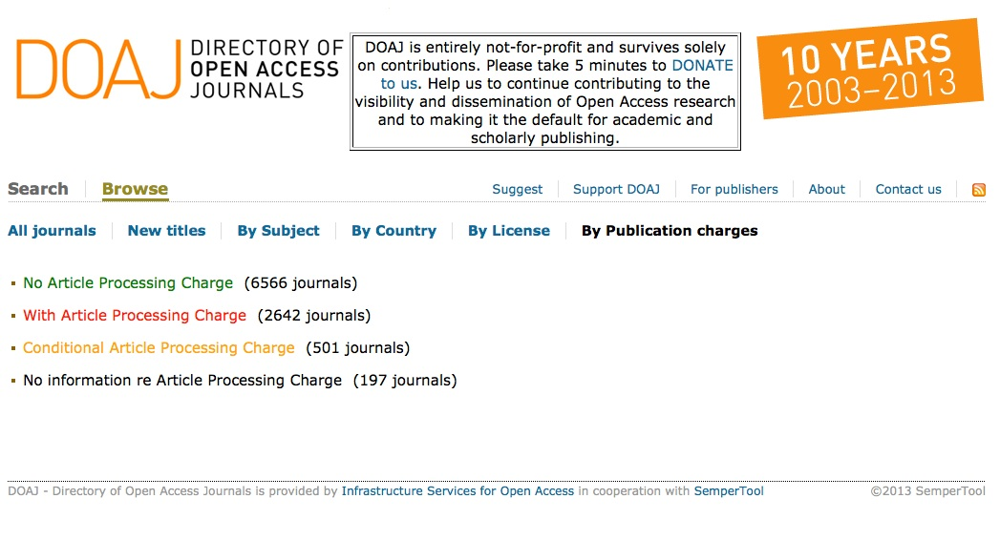 DOAJ DIRECTORY OF
OPEN ACCESS
JOURNALS
DOAJ is entirely not-for-profit and survives solely
on contributions. Please take 5 minutes to DONATE
to us. Help us to continue contributing to the
visibility and dissemination of Open Access research
and to making it the default for academic and
scholarly publishing.
10 YEARS
2003–2013
Search Browse Suggest Support DOAJ For publishers About Contact us
All journals New titles By Subject By Country By License By Publication charges
No Article Processing Charge (6566 journals)
With Article Processing Charge (2642 journals)
Conditional Article Processing Charge (501 journals)
No information re Article Processing Charge (197 journals)
DOAJ - Directory of Open Access Journals is provided by Infrastructure Services for Open Access in cooperation with SemperTool ©2013 SemperTool